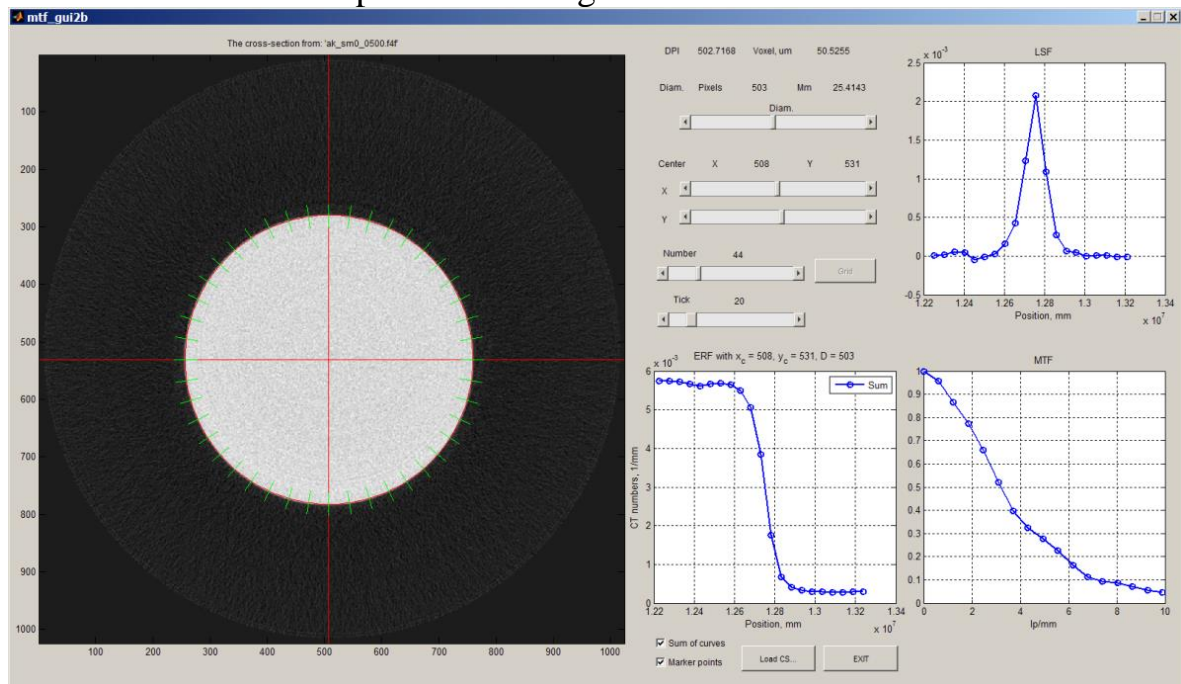 mtf_gui2b
The cross-section from: 'ak_sm0_0500.f4f'
100
200
300
400
500
600
700
800
900
1000
100 200 300 400 500 600 700 800 900 1000
DPI 502.7168 Voxel, um 50.5255
Diam. Pixels 503 Mm 25.4143
Diam.
Center X 508 Y 531
X
Y
Number 44
Grid
Tick 20
LSF
x 10^-3
2.5
2
1.5
1
0.5
0
-0.5
1.22 1.24 1.26 1.28 1.3 1.32 1.34
Position, mm
x 10^7
ERF with x_c = 508, y_c = 531, D = 503
x 10^-3
Sum
6
5
4
3
2
1
0
CT numbers, 1/mm
1.22 1.24 1.26 1.28 1.3 1.32 1.34
Position, mm
x 10^7
MTF
1
0.9
0.8
0.7
0.6
0.5
0.4
0.3
0.2
0.1
0
0 2 4 6 8 10
lp/mm
Sum of curves
Marker points
Load CS...
EXIT